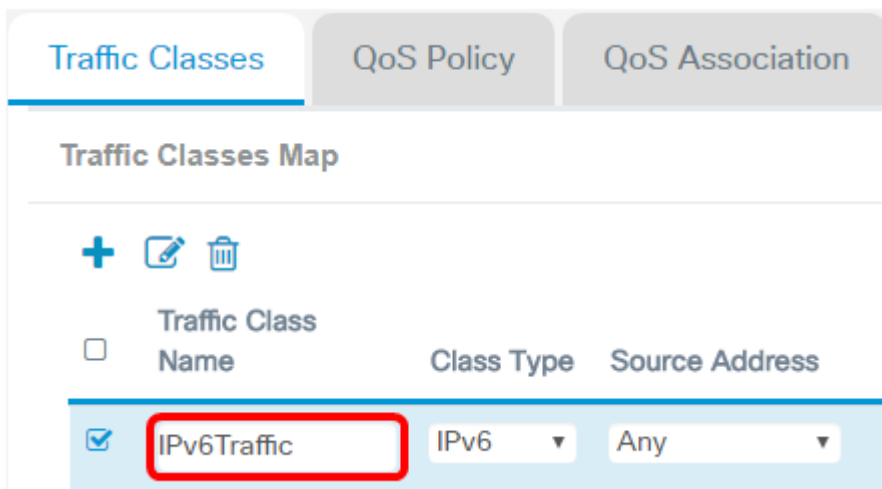 Traffic Classes QoS Policy QoS Association
Traffic Classes Map
Traffic Class
Name Class Type Source Address
IPv6Traffic IPv6 Any